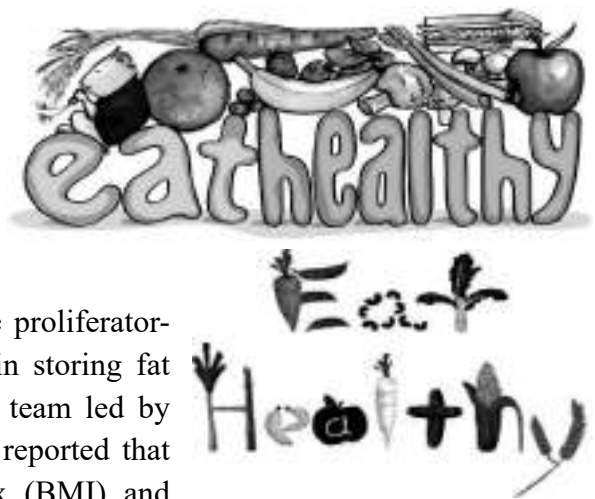 eathealthy
Eat
Healthy
e proliferator-
in storing fat
team led by
reported that
x (BMI) and